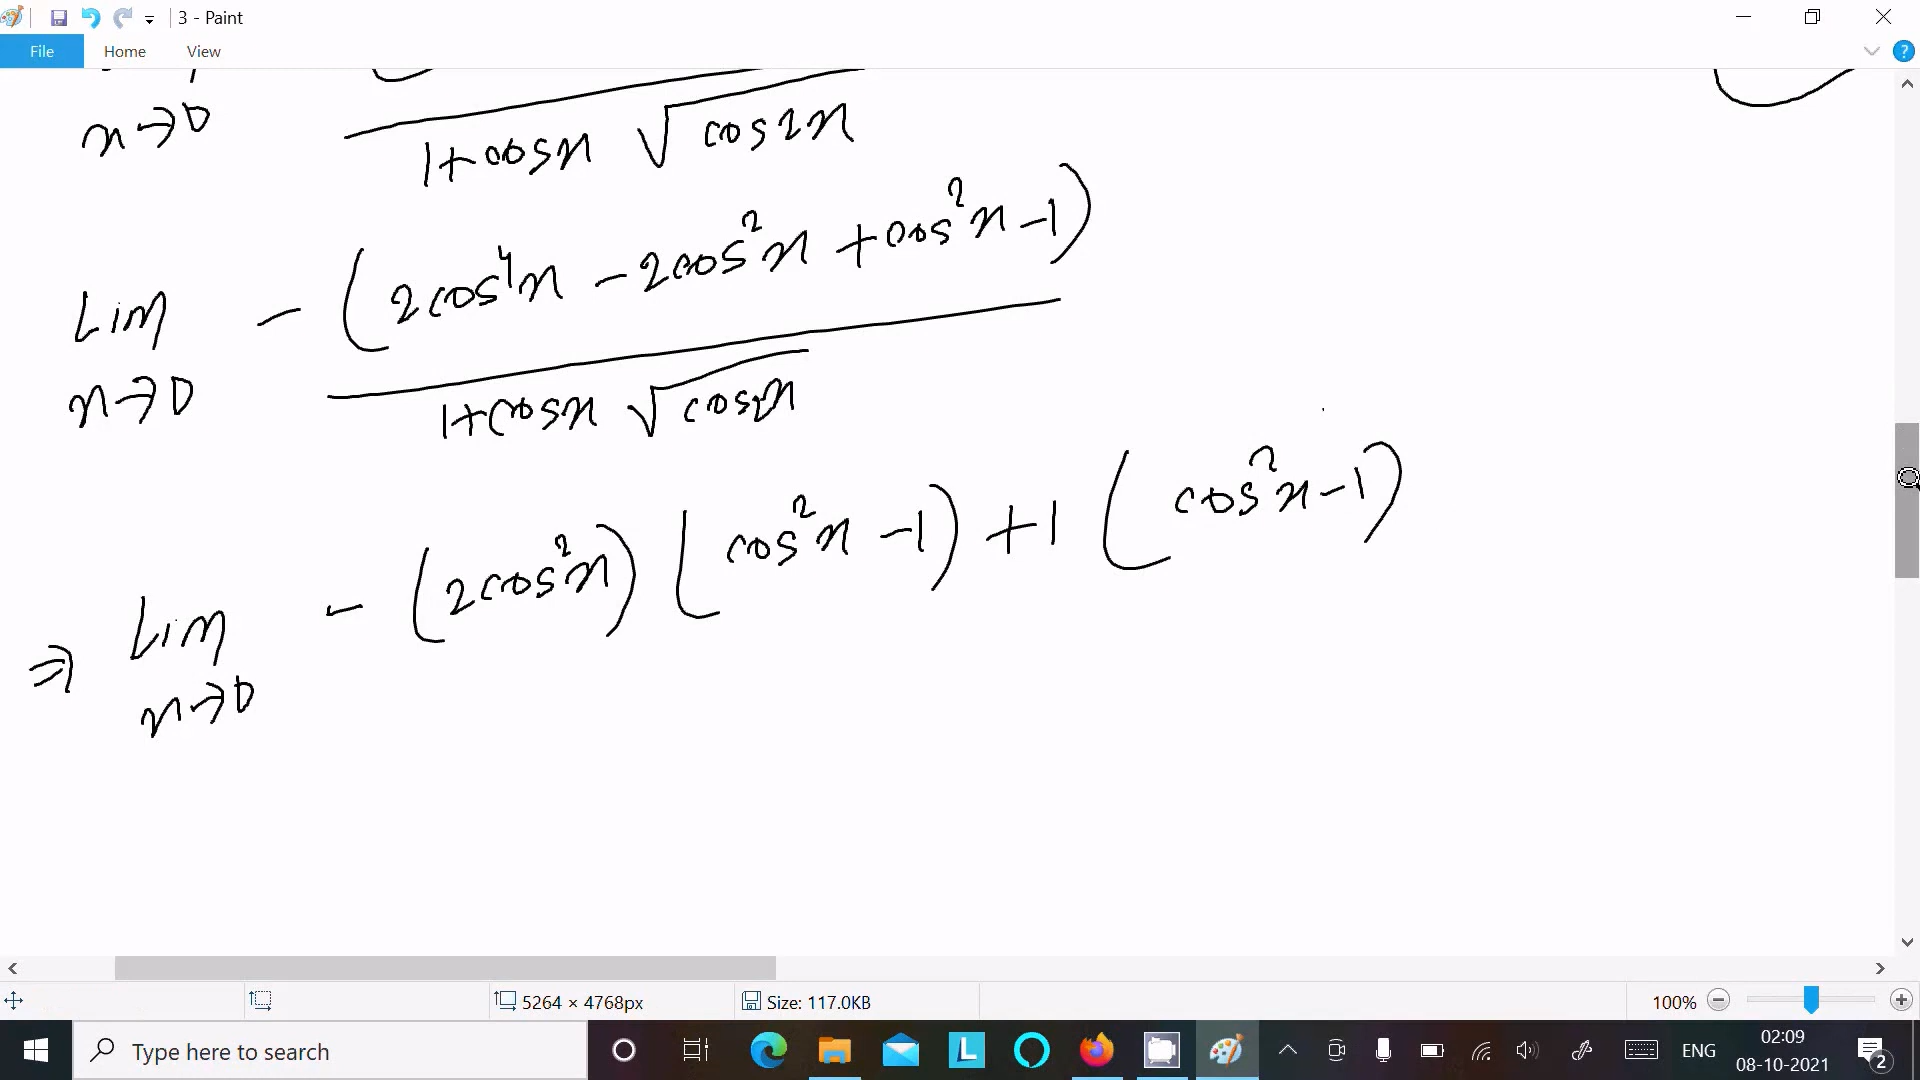 3 - Paint
File Home View
n→0
1+cosn √cos2n
Lim -(2cos⁴n - 2cos²n + cos²n - 1)
n→0
1+cosn √cos2n
⇒ Lim -(2cos²n)(cos²n - 1) + 1(cos²n - 1)
n→0
5264 × 4768px Size: 117.0KB 100%
Type here to search
L
ENG
02:09
08-10-2021
2